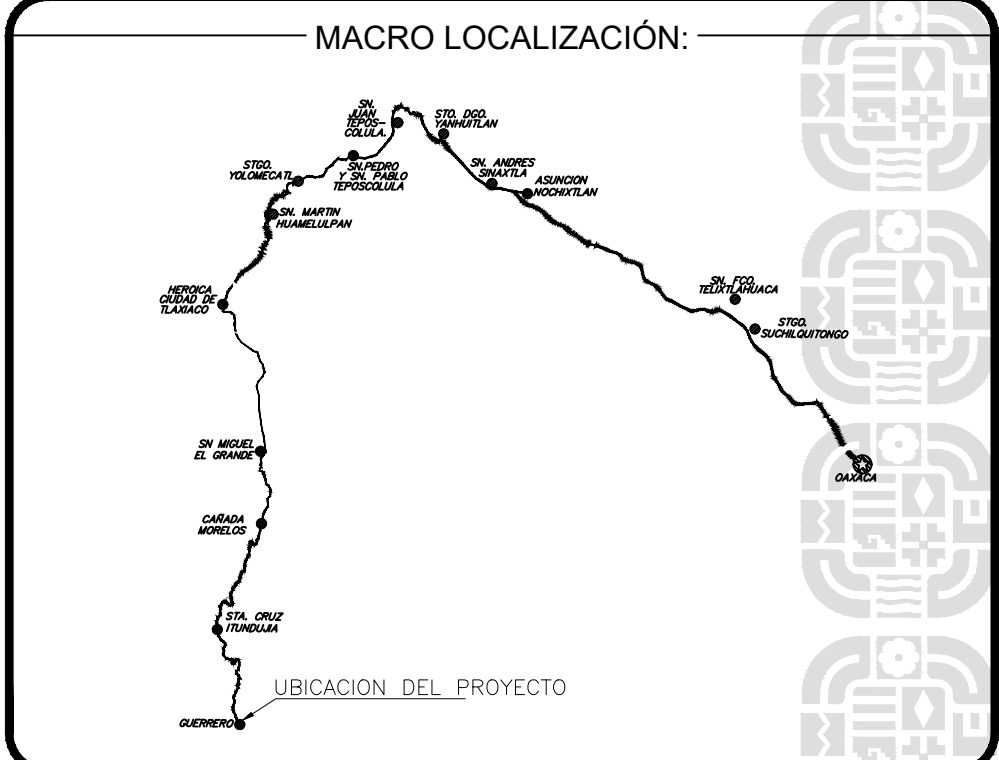 MACRO LOCALIZACIÓN:
SN.
JUAN
TEPOS-
COLULA.
STO. DGO.
YANHUITLAN
SN. ANDRES
SINAXTLA
ASUNCION
NOCHIXTLAN
SN.PEDRO
Y SN. PABLO
TEPOSCOLULA
STGO.
YOLOMECATL
SN. MARTIN
HUAMELULPAN
HEROICA
CIUDAD DE
TLAXIACO
SN. FCO.
TELIXTLAHUACA
STGO.
SUCHILQUITONGO
OAXACA
SN MIGUEL
EL GRANDE
CAÑADA
MORELOS
STA. CRUZ
ITUNDUJIA
UBICACION DEL PROYECTO
GUERRERO